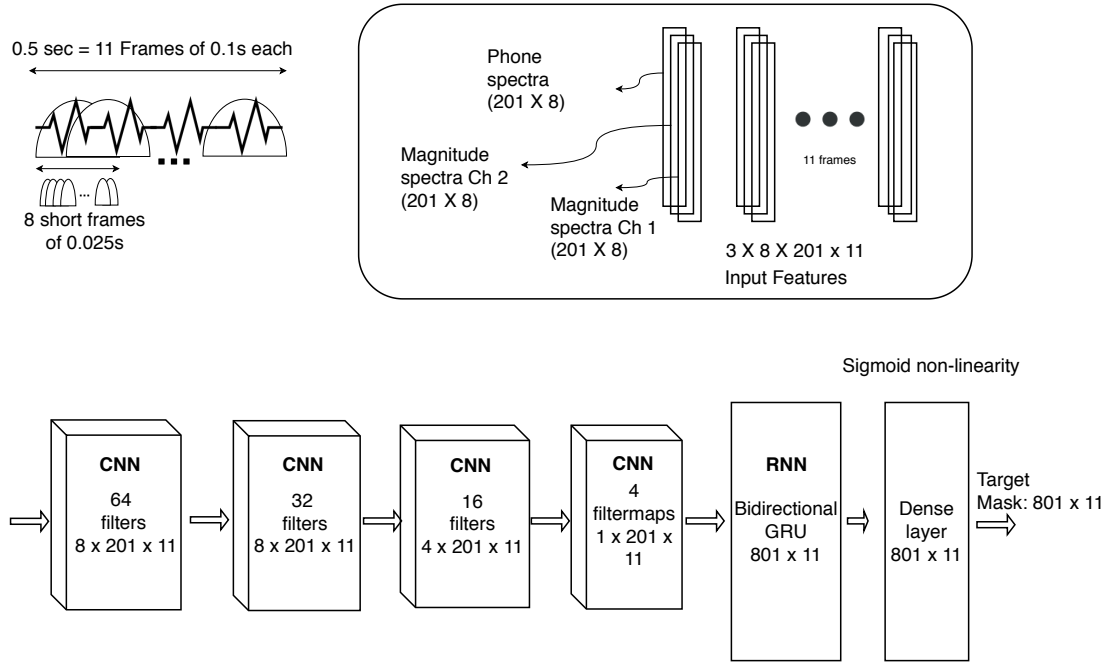 0.5 sec = 11 Frames of 0.1s each
...
8 short frames
of 0.025s
Phone
spectra
(201 X 8)
Magnitude
spectra Ch 2
(201 X 8)
Magnitude
spectra Ch 1
(201 X 8)
11 frames
3 X 8 X 201 x 11
Input Features
Sigmoid non-linearity
CNN
64
filters
8 x 201 x 11
CNN
32
filters
8 x 201 x 11
CNN
16
filters
4 x 201 x 11
CNN
4
filtermaps
1 x 201 x
11
RNN
Bidirectional
GRU
801 x 11
Dense
layer
801 x 11
Target
Mask: 801 x 11